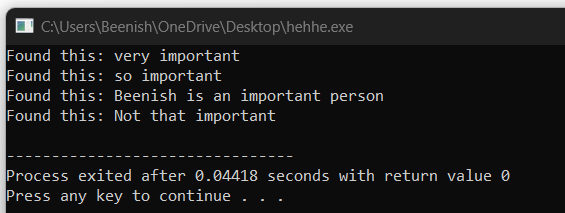 C:\Users\Beenish\OneDrive\Desktop\hehhe.exe
Found this: very important
Found this: so important
Found this: Beenish is an important person
Found this: Not that important
--------------------------------
Process exited after 0.04418 seconds with return value 0
Press any key to continue . . .